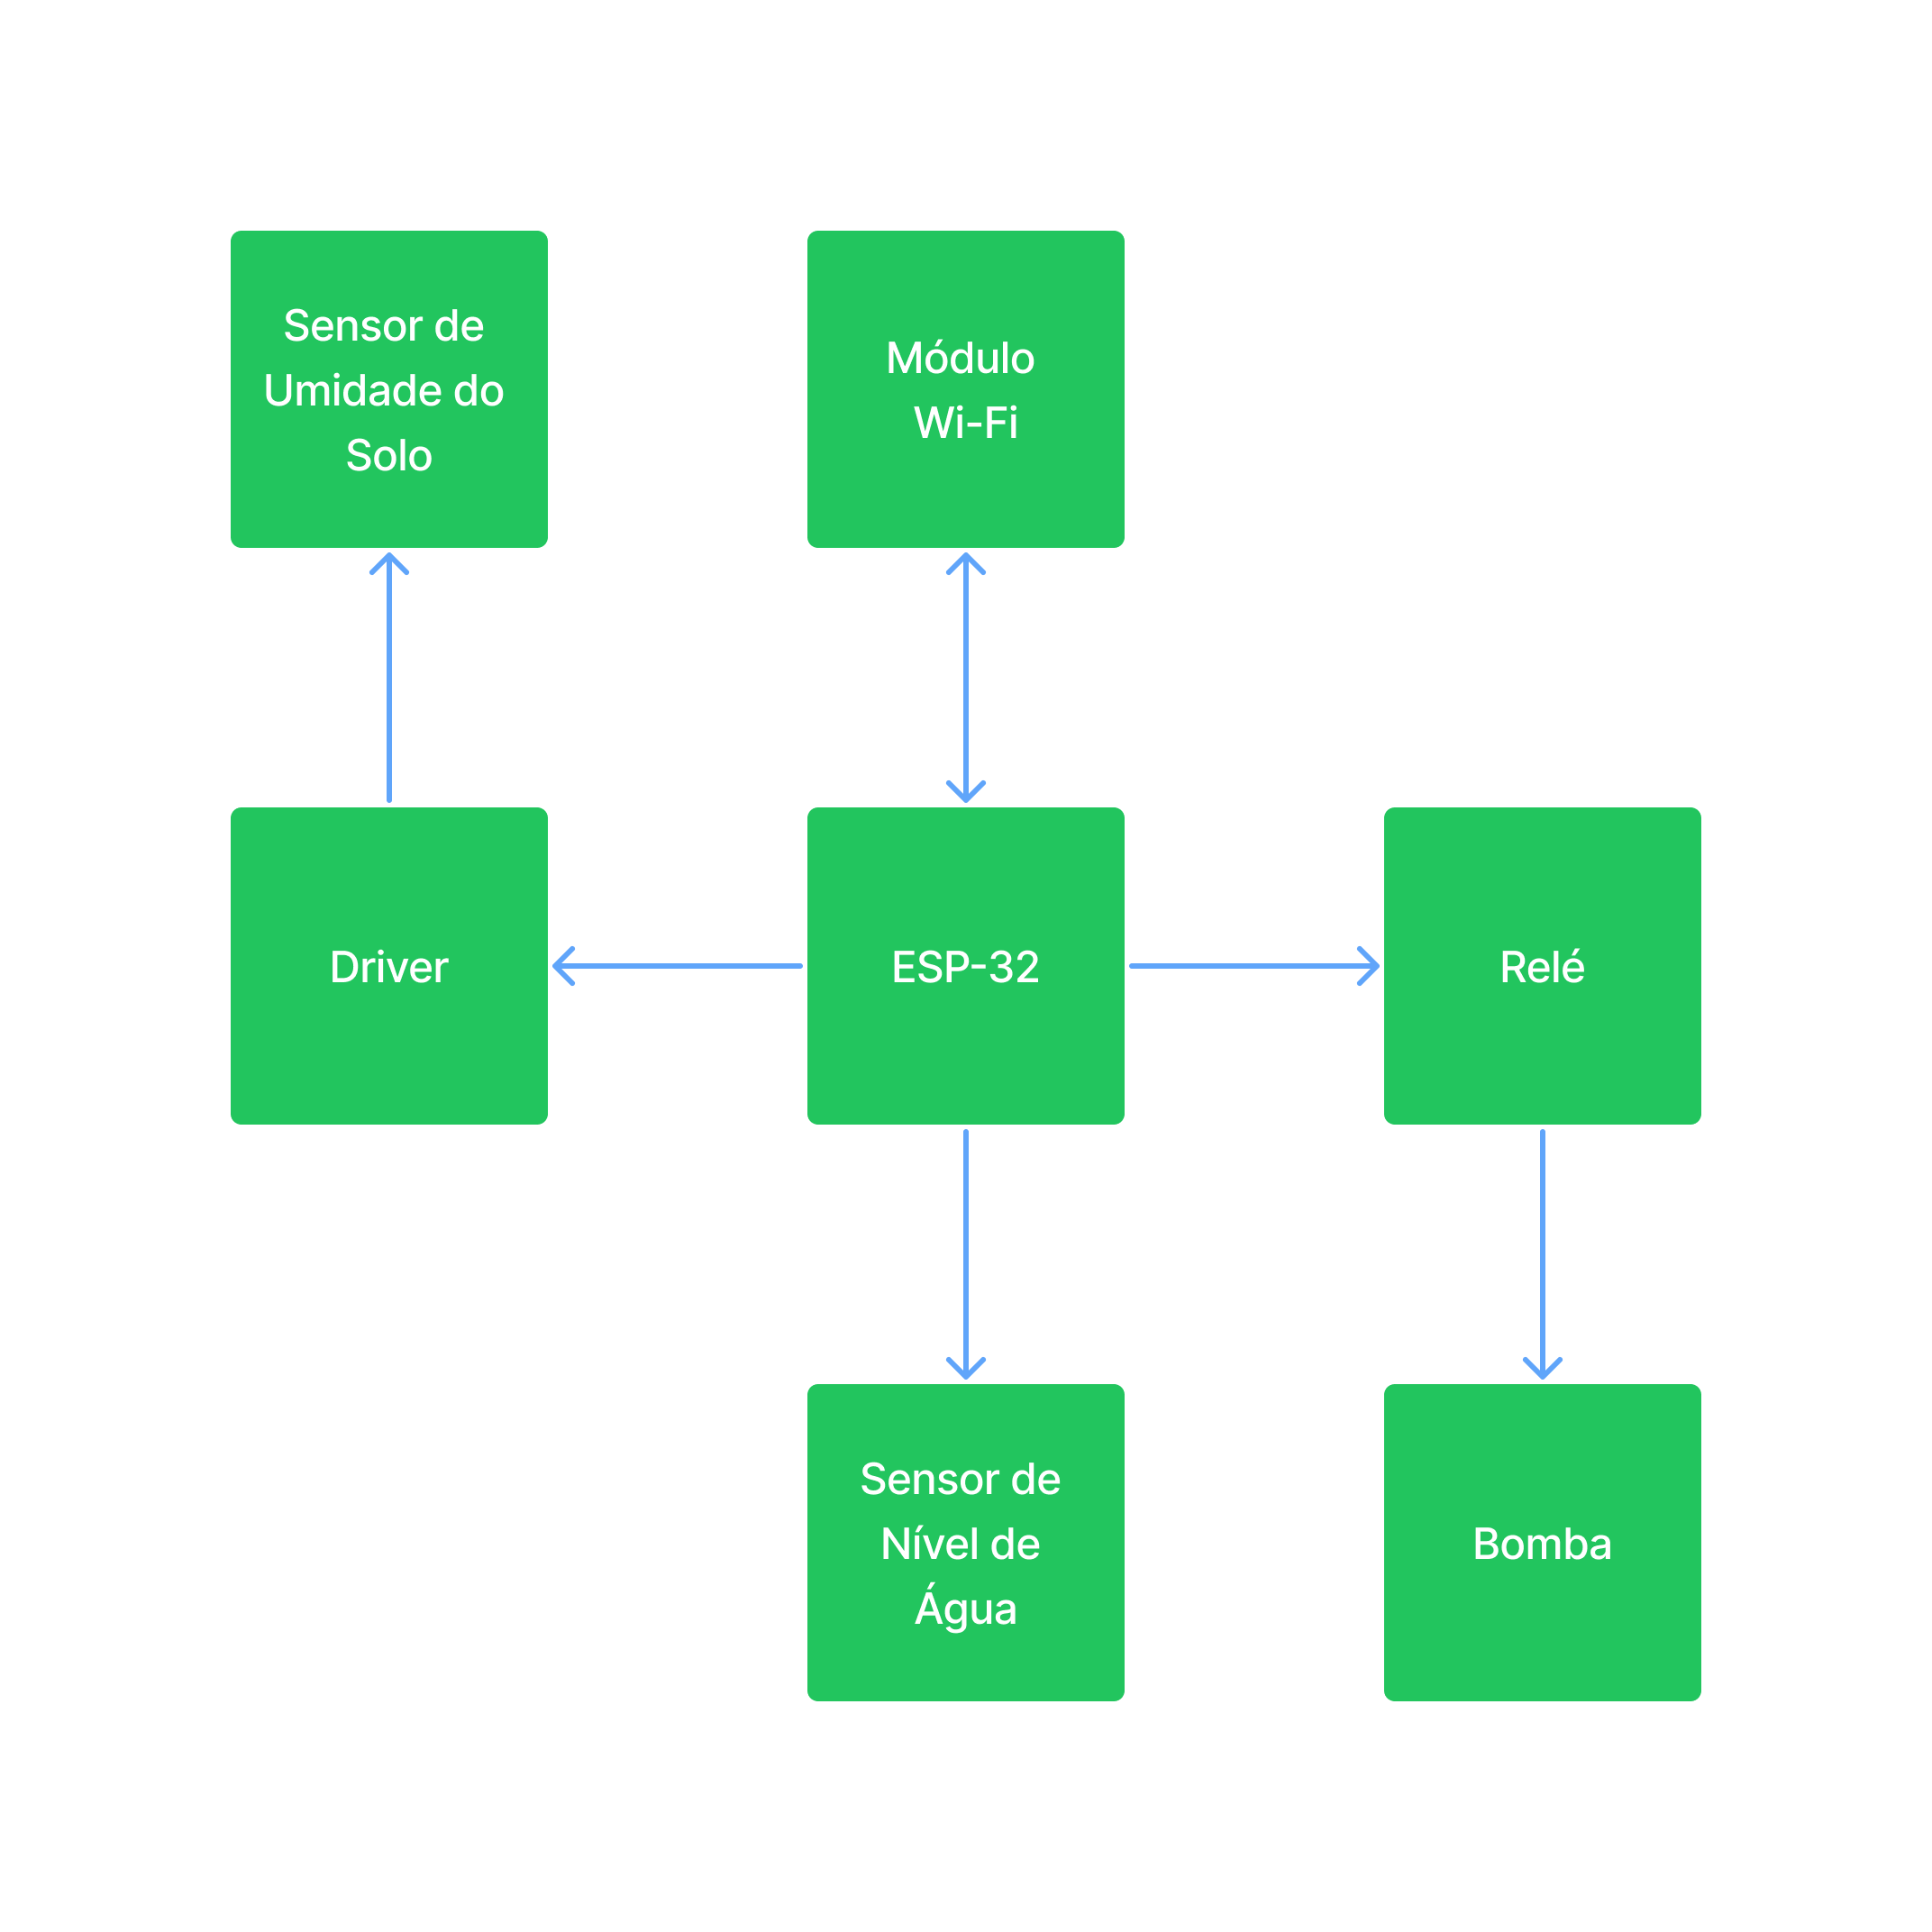 Sensor de
Umidade do
Solo
Módulo
Wi-Fi
Driver
ESP-32
Relé
Sensor de
Nível de
Água
Bomba